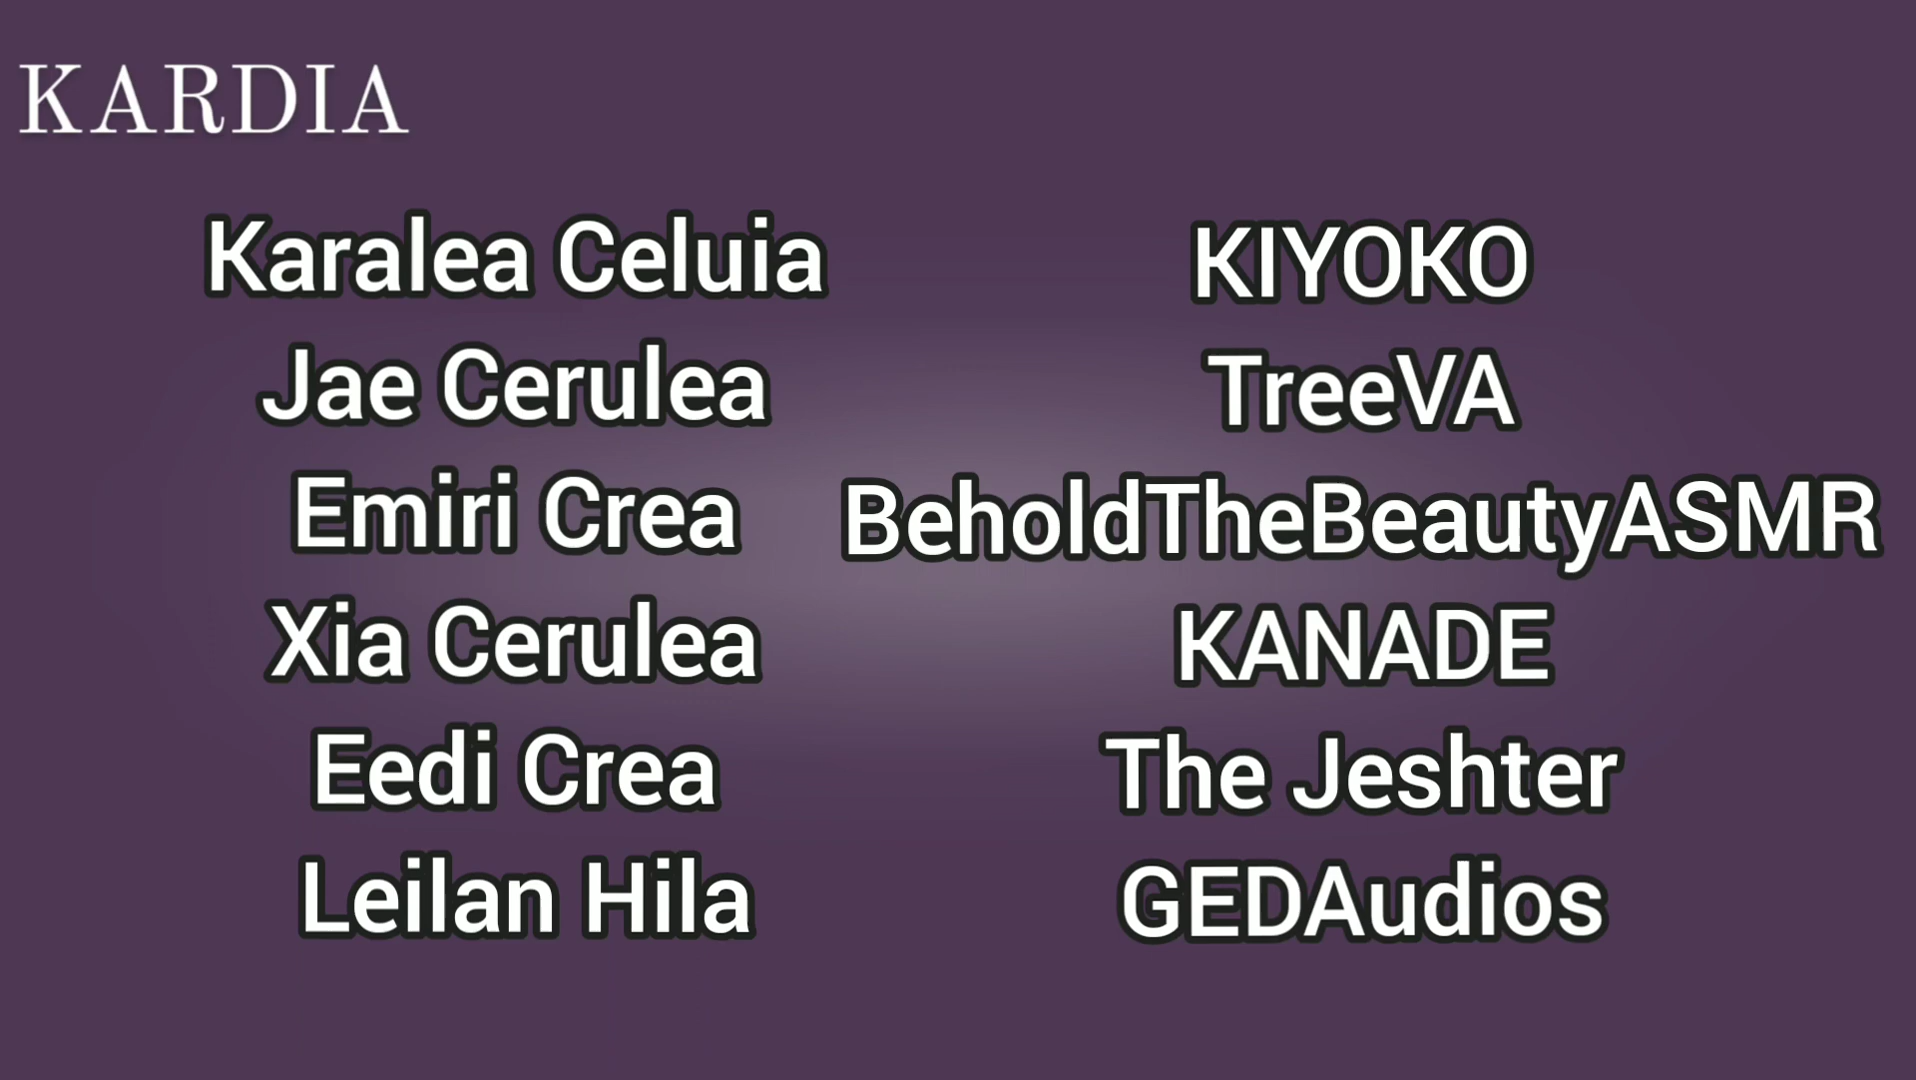 KARDIA
Karalea Celuia KIYOKO
Jae Cerulea TreeVA
Emiri Crea BeholdTheBeautyASMR
Xia Cerulea KANADE
Eedi Crea The Jeshter
Leilan Hila GEDAudios